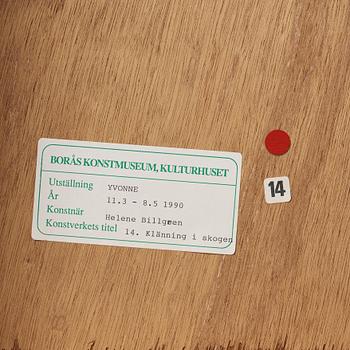 BORÅS KONSTMUSEUM, KULTURHUSET
Utställning YVONNE
År 11.3 - 8.5 1990
Konstnär Helene Billgren
Konstverkets titel 14. Klänning i skogen
14